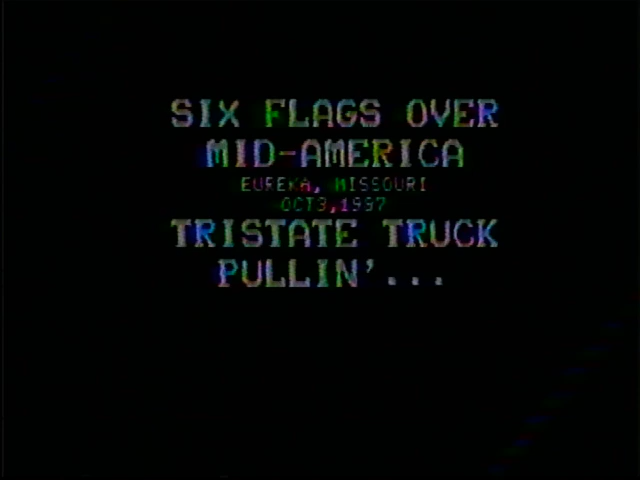 SIX FLAGS OVER
MID-AMERICA
EUREKA, MISSOURI
OCT3,1997
TRISTATE TRUCK
PULLIN'...